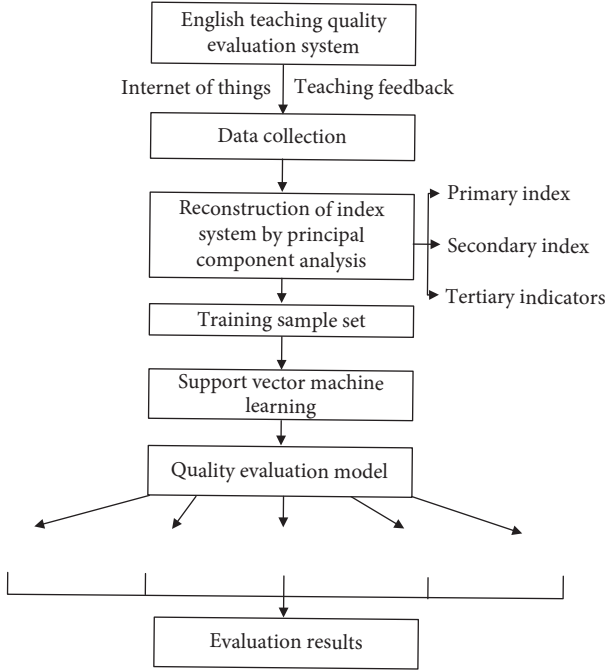 English teaching quality
evaluation system
Internet of things
Teaching feedback
Data collection
Reconstruction of index
system by principal
component analysis
Primary index
Secondary index
Tertiary indicators
Training sample set
Support vector machine
learning
Quality evaluation model
Evaluation results